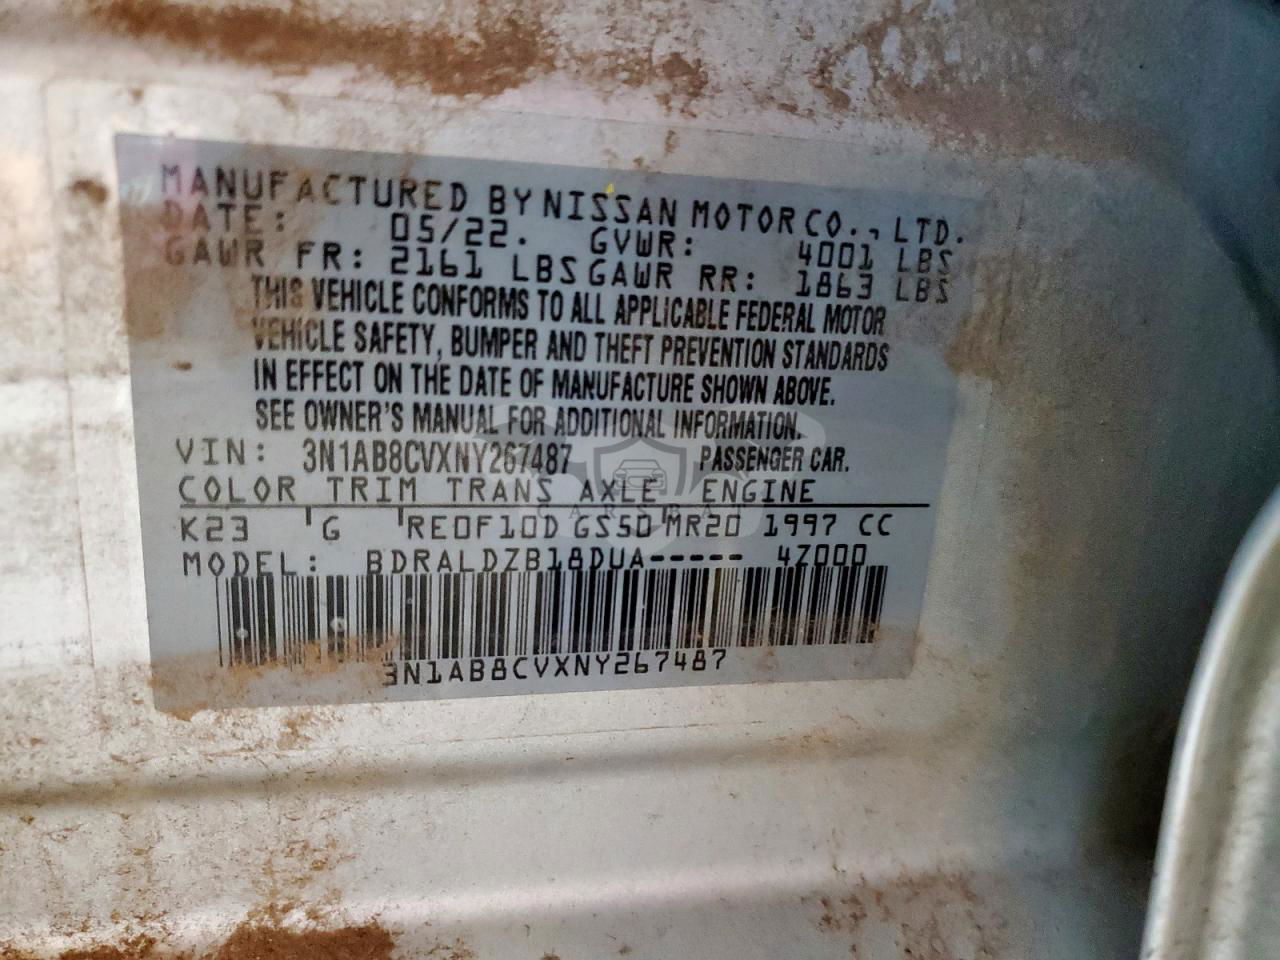 MANUFACTURED BY NISSAN MOTOR CO., LTD.
DATE: 05/22. GVWR: 4001 LBS
GAWR FR: 2161 LBS GAWR RR: 1863 LBS
THIS VEHICLE CONFORMS TO ALL APPLICABLE FEDERAL MOTOR
VEHICLE SAFETY, BUMPER AND THEFT PREVENTION STANDARDS
IN EFFECT ON THE DATE OF MANUFACTURE SHOWN ABOVE.
SEE OWNER'S MANUAL FOR ADDITIONAL INFORMATION.
VIN: 3N1AB8CVXNY267487 PASSENGER CAR.
COLOR TRIM TRANS AXLE ENGINE
K23 G RE0F10D GS50 MR20 1997 CC
MODEL: BDRALDZB18DUA----- 4Z000
3N1AB8CVXNY267487
CARSBAT